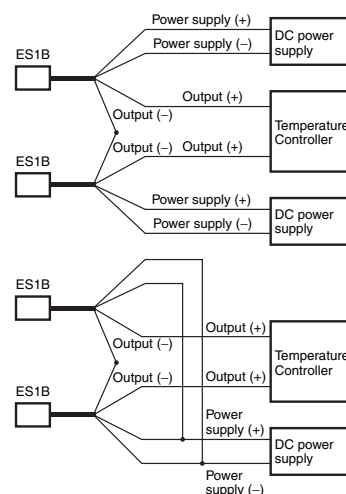 Power supply (+)
DC power
supply
Power supply (–)
ES1B
Output (+)
Output (–)
Temperature
Controller
Output (–)
Output (+)
ES1B
Power supply (+)
DC power
supply
Power supply (–)
ES1B
Output (+)
Output (–)
Temperature
Controller
Output (–)
Output (+)
ES1B
Power
supply (+)
DC power
supply
Power
supply (–)